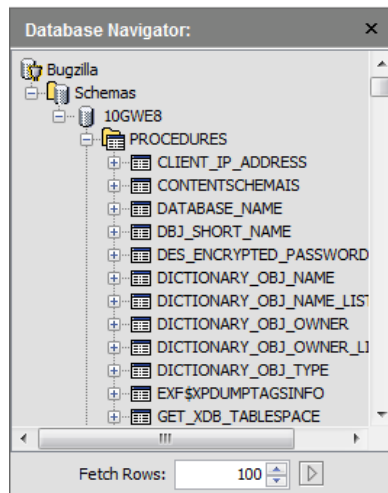 Database Navigator:
Bugzilla
Schemas
10GWE8
PROCEDURES
CLIENT_IP_ADDRESS
CONTENTSCHEMAIS
DATABASE_NAME
DBJ_SHORT_NAME
DES_ENCRYPTED_PASSWORD
DICTIONARY_OBJ_NAME
DICTIONARY_OBJ_NAME_LIST
DICTIONARY_OBJ_OWNER
DICTIONARY_OBJ_OWNER_LI
DICTIONARY_OBJ_TYPE
EXF$XPDUMPTAGSINFO
GET_XDB_TABLESPACE
Fetch Rows: 100